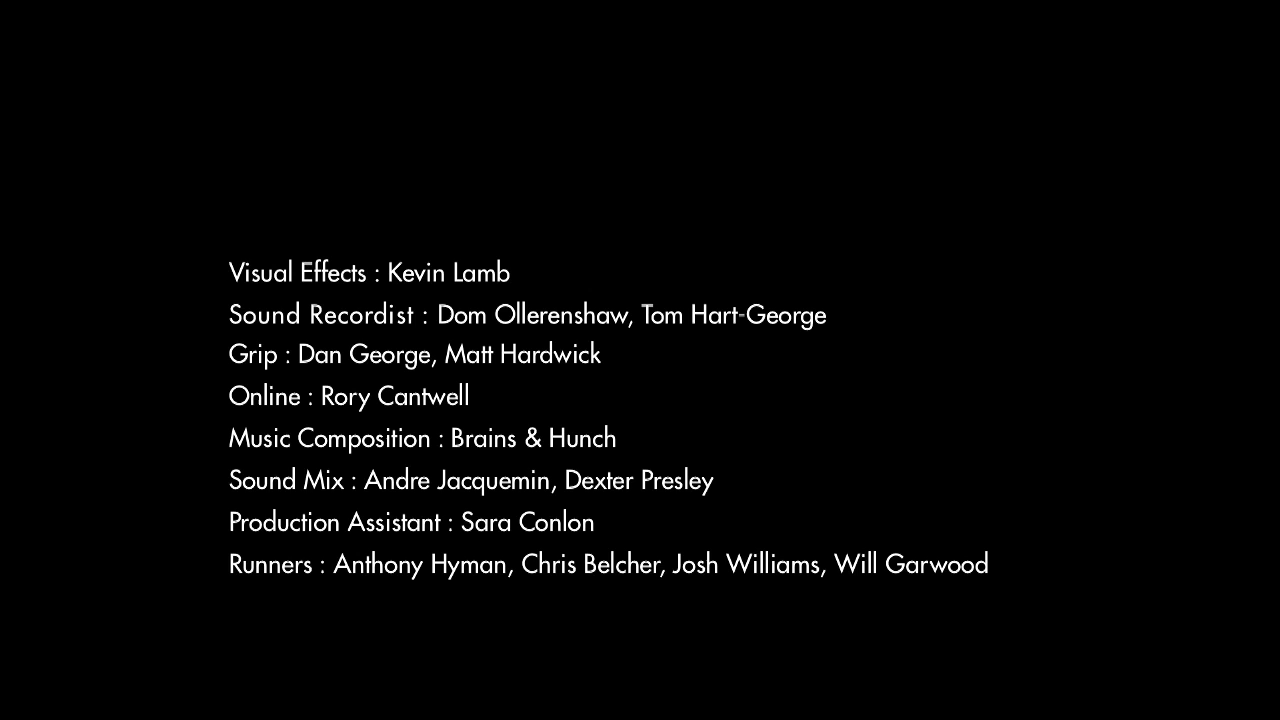 Visual Effects : Kevin Lamb
Sound Recordist : Dom Ollerenshaw, Tom Hart-George
Grip : Dan George, Matt Hardwick
Online : Rory Cantwell
Music Composition : Brains & Hunch
Sound Mix : Andre Jacquemin, Dexter Presley
Production Assistant : Sara Conlon
Runners : Anthony Hyman, Chris Belcher, Josh Williams, Will Garwood